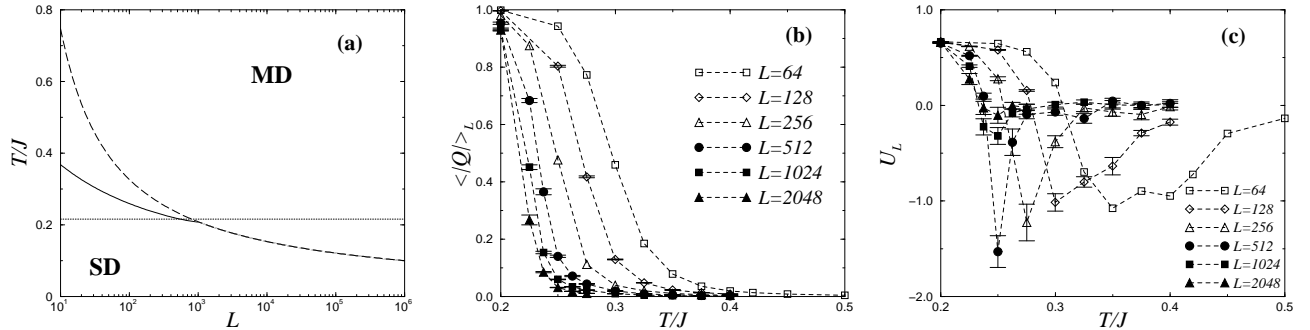 0.8
0.6
0.4
0.2
0.0
T/J
(a)
MD
SD
10^1
10^2
10^3
10^4
10^5
10^6
L
1.0
0.8
0.6
0.4
0.2
0.0
<|Q|>_L
(b)
L=64
L=128
L=256
L=512
L=1024
L=2048
0.2
0.3
0.4
0.5
T/J
1.0
0.0
−1.0
−2.0
U_L
(c)
L=64
L=128
L=256
L=512
L=1024
L=2048
0.2
0.3
0.4
0.5
T/J